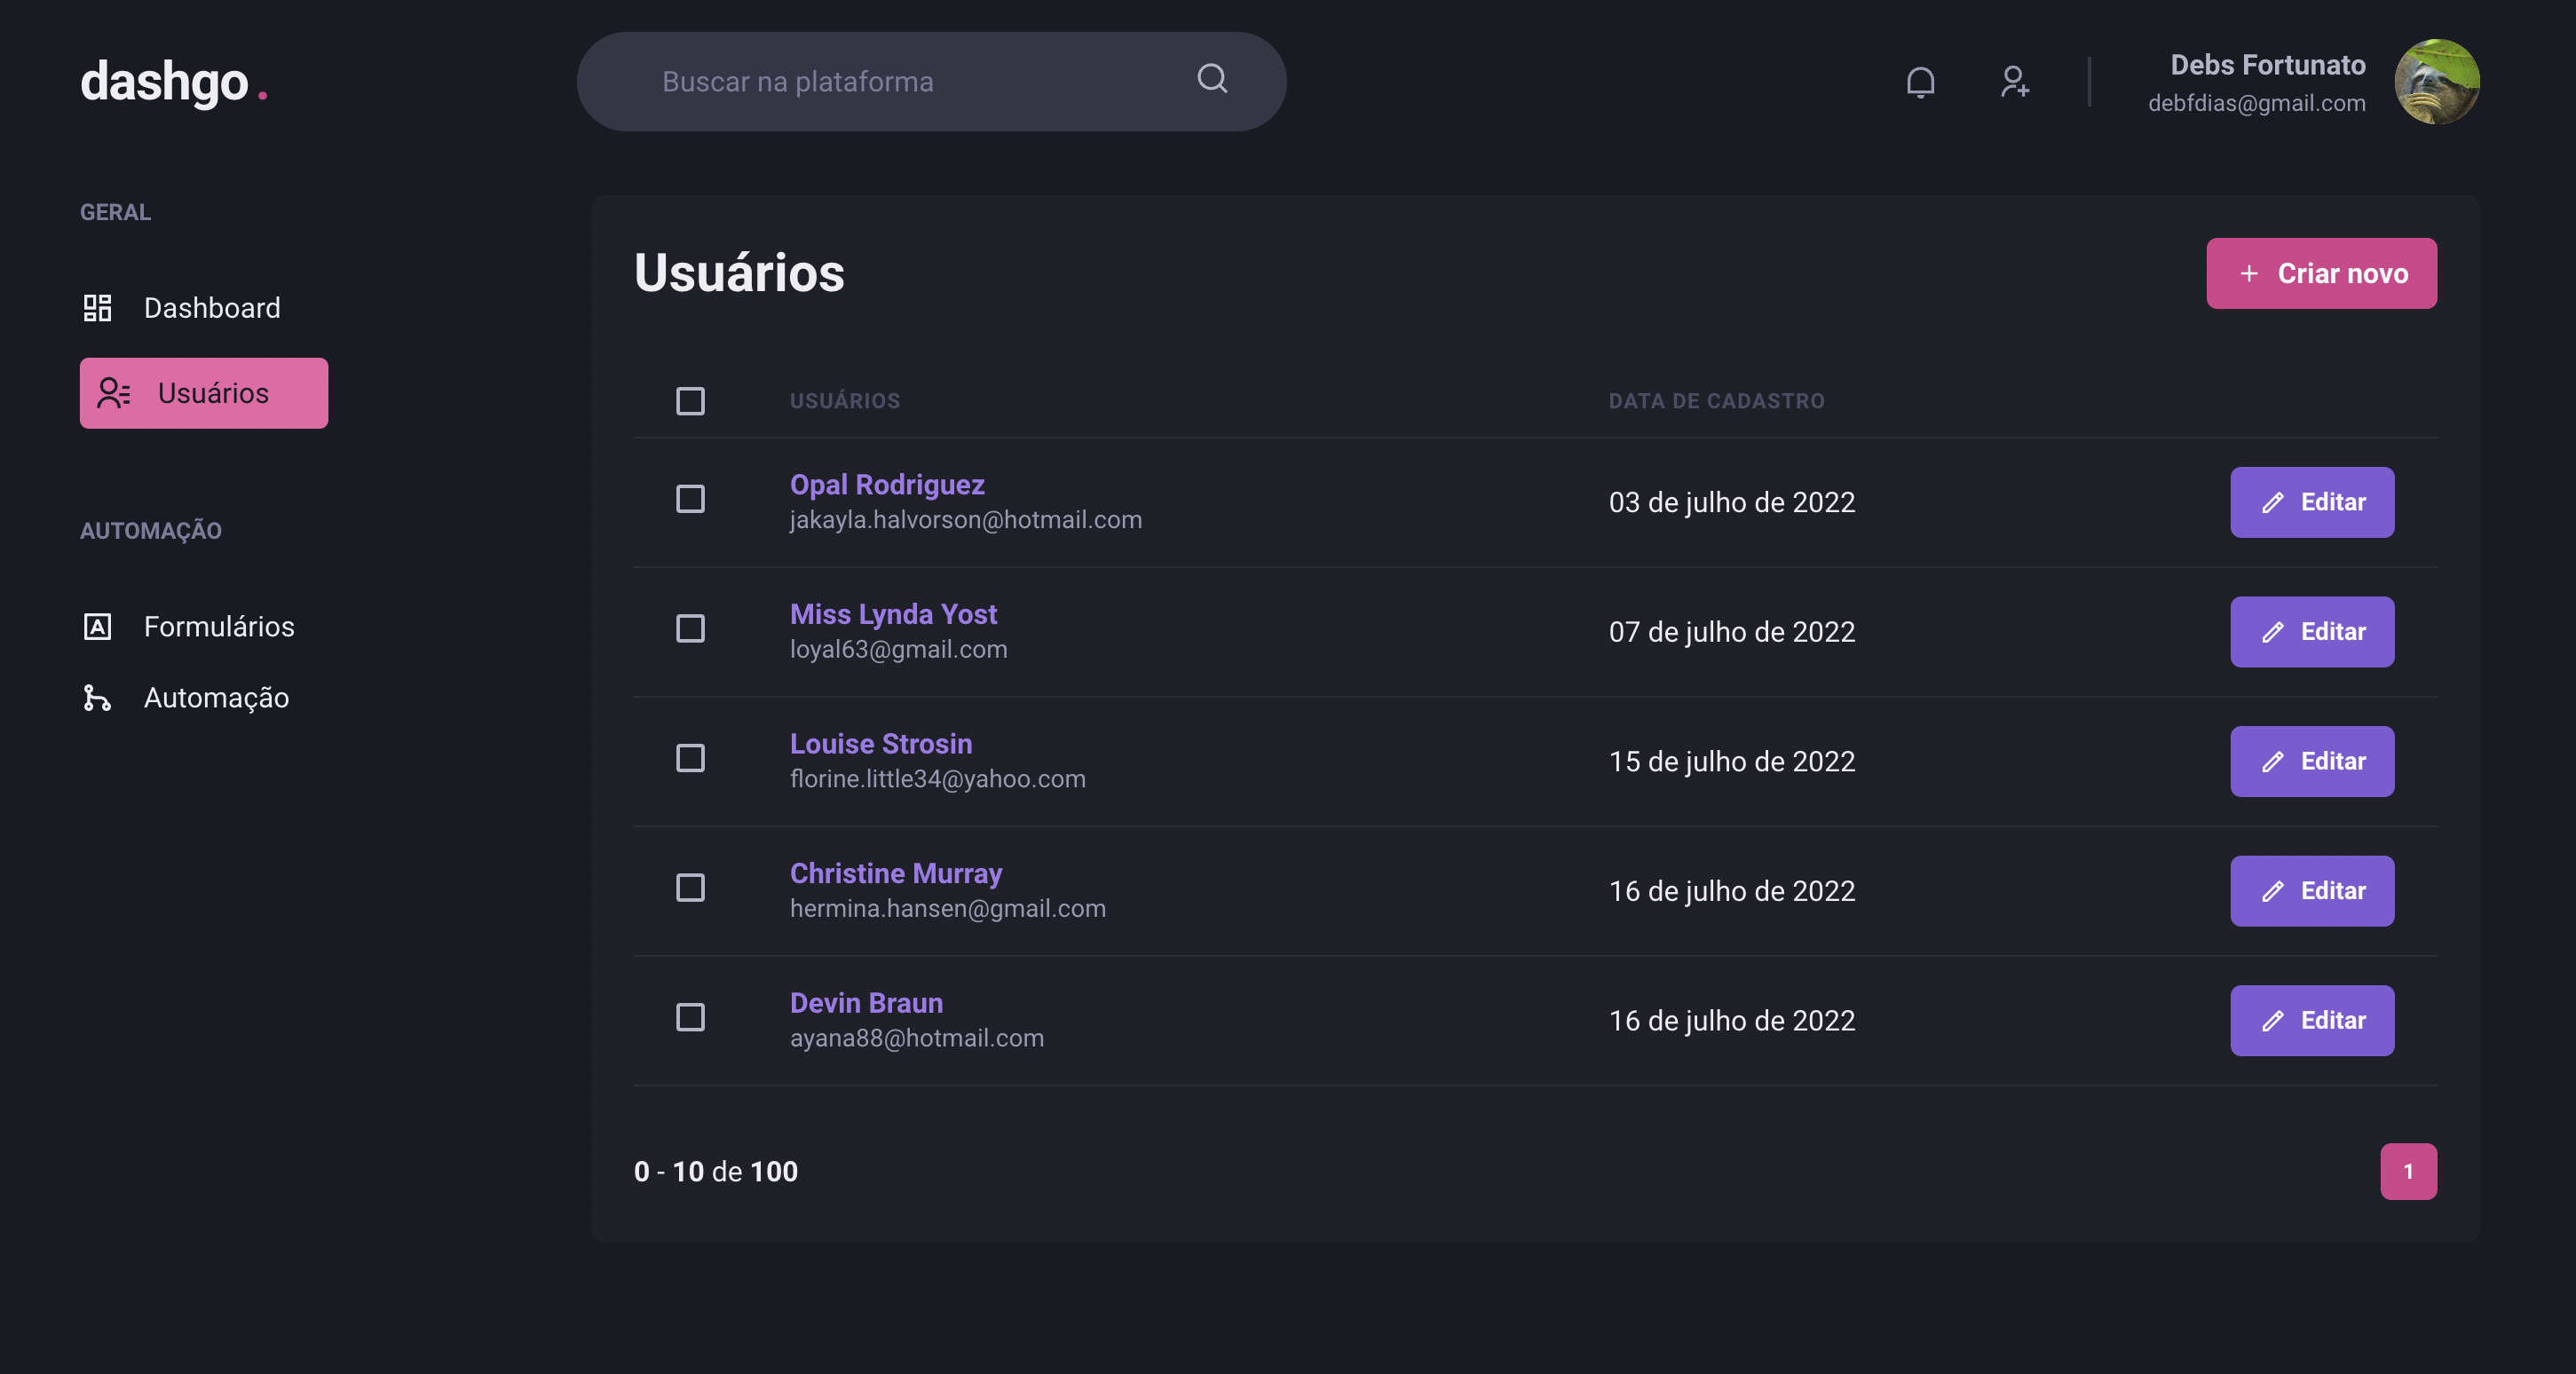 dashgo.
Buscar na plataforma
Debs Fortunato
debfdias@gmail.com
GERAL
Dashboard
Usuários
AUTOMAÇÃO
Formulários
Automação
Usuários
+ Criar novo
USUÁRIOS DATA DE CADASTRO
Opal Rodriguez
jakayla.halvorson@hotmail.com
03 de julho de 2022
Editar
Miss Lynda Yost
loyal63@gmail.com
07 de julho de 2022
Editar
Louise Strosin
florine.little34@yahoo.com
15 de julho de 2022
Editar
Christine Murray
hermina.hansen@gmail.com
16 de julho de 2022
Editar
Devin Braun
ayana88@hotmail.com
16 de julho de 2022
Editar
0 - 10 de 100
1